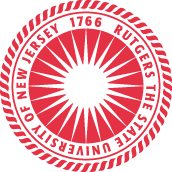 RUTGERS THE STATE UNIVERSITY OF NEW JERSEY 1766